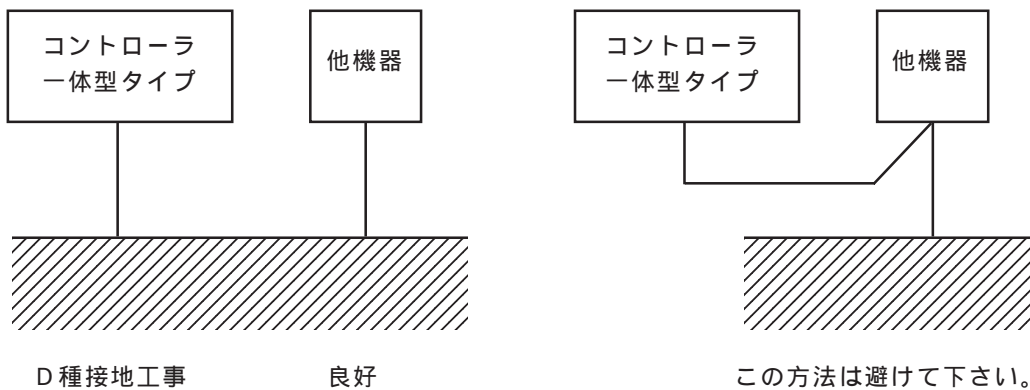 コントローラ
一体型タイプ
他機器
コントローラ
一体型タイプ
他機器
D種接地工事
良好
この方法は避けて下さい。